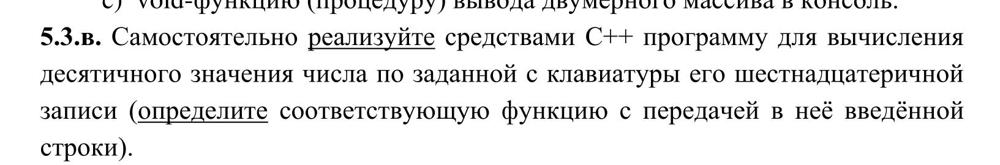 с) void-функцию (процедуру) вывода двумерного массива в консоль.
5.3.в. Самостоятельно реализуйте средствами С++ программу для вычисления
десятичного значения числа по заданной с клавиатуры его шестнадцатеричной
записи (определите соответствующую функцию с передачей в неё введённой
строки).